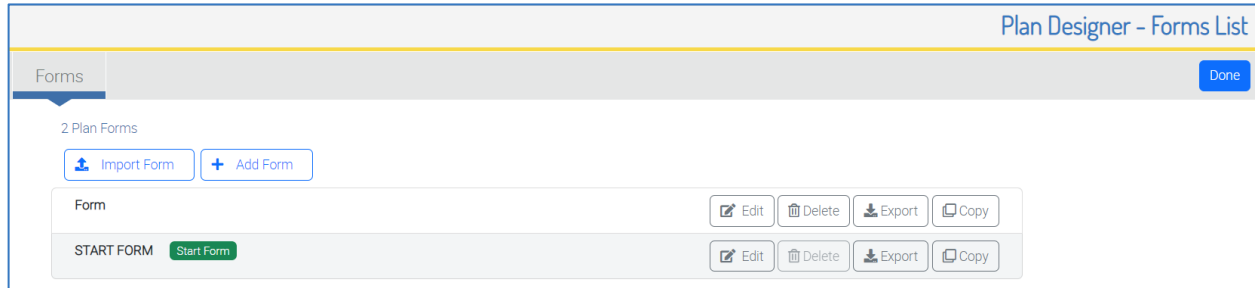 Plan Designer - Forms List
Forms
Done
2 Plan Forms
Import Form
Add Form
Form
Edit
Delete
Export
Copy
START FORM
Start Form
Edit
Delete
Export
Copy